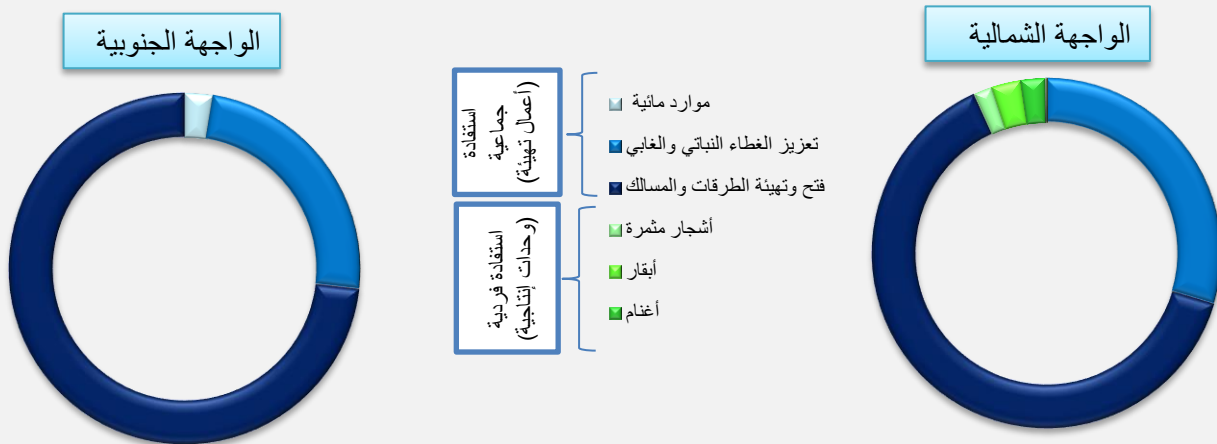 الواجهة الشمالية
الواجهة الجنوبية
موارد مائية
تعزيز الغطاء النباتي والغابي
فتح وتهيئة الطرقات والمسالك
أشجار مثمرة
أبقار
أغنام
استفادة
جماعية
(أعمال تهيئة)
استفادة فردية
(وحدات إنتاجية)